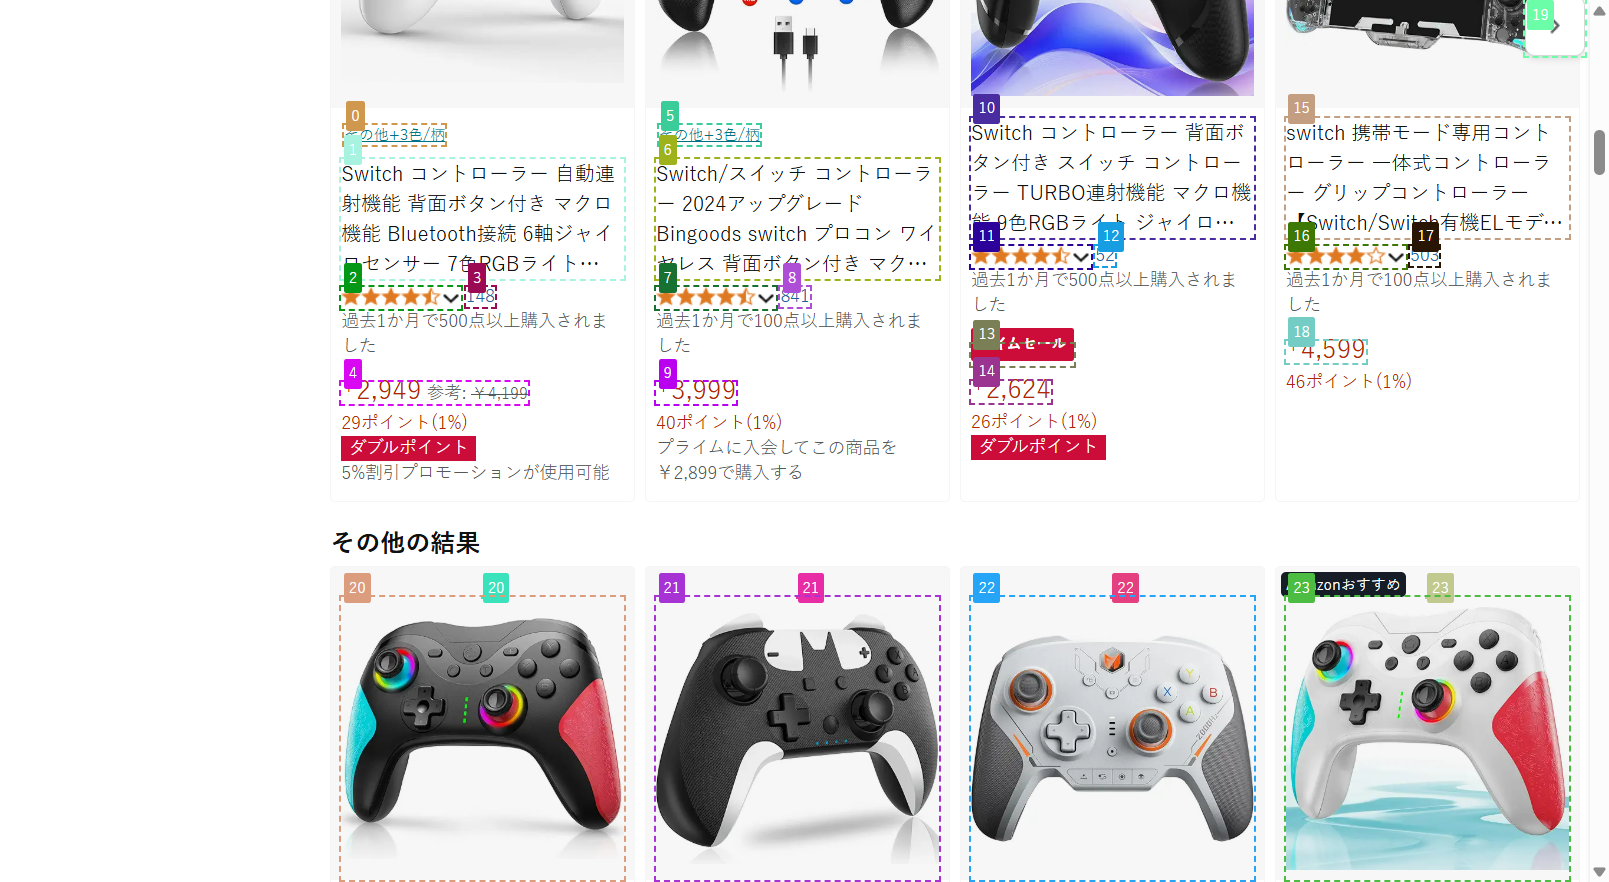 19
0
その他+3色/柄
1
Switch コントローラー 自動連
射機能 背面ボタン付き マクロ
機能 Bluetooth接続 6軸ジャイ
ロセンサー 7色RGBライト…
2
3
148
過去1か月で500点以上購入されま
した
4
2,949 参考: ￥4,199
29ポイント(1%)
ダブルポイント
5%割引プロモーションが使用可能
5
その他+3色/柄
6
Switch/スイッチ コントローラ
ー 2024アップグレード
Bingoods switch プロコン ワイ
ヤレス 背面ボタン付き マク…
7
8
841
過去1か月で100点以上購入されま
した
9
3,999
40ポイント(1%)
プライムに入会してこの商品を
￥2,899で購入する
10
Switch コントローラー 背面ボ
タン付き スイッチ コントロー
ラー TURBO連射機能 マクロ機
能 9色RGBライト ジャイロ…
11
12
52
過去1か月で500点以上購入されま
した
13
イムセール
14
2,624
26ポイント(1%)
ダブルポイント
15
switch 携帯モード専用コント
ローラー 一体式コントローラ
ー グリップコントローラー
【Switch/Switch有機ELモデ…
16
17
503
過去1か月で100点以上購入されま
した
18
4,599
46ポイント(1%)
その他の結果
20
20
21
21
22
22
23
zonおすすめ
23
Y
X
B
A